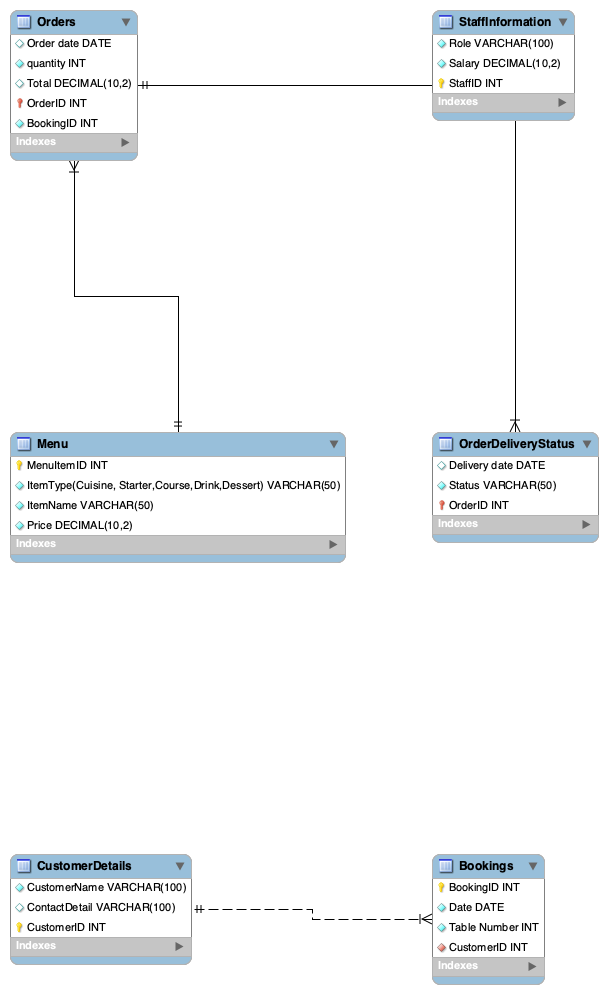 Orders
Order date DATE
quantity INT
Total DECIMAL(10,2)
OrderID INT
BookingID INT
Indexes
StaffInformation
Role VARCHAR(100)
Salary DECIMAL(10,2)
StaffID INT
Indexes
Menu
MenuItemID INT
ItemType(Cuisine, Starter,Course,Drink,Dessert) VARCHAR(50)
ItemName VARCHAR(50)
Price DECIMAL(10,2)
Indexes
OrderDeliveryStatus
Delivery date DATE
Status VARCHAR(50)
OrderID INT
Indexes
CustomerDetails
CustomerName VARCHAR(100)
ContactDetail VARCHAR(100)
CustomerID INT
Indexes
Bookings
BookingID INT
Date DATE
Table Number INT
CustomerID INT
Indexes